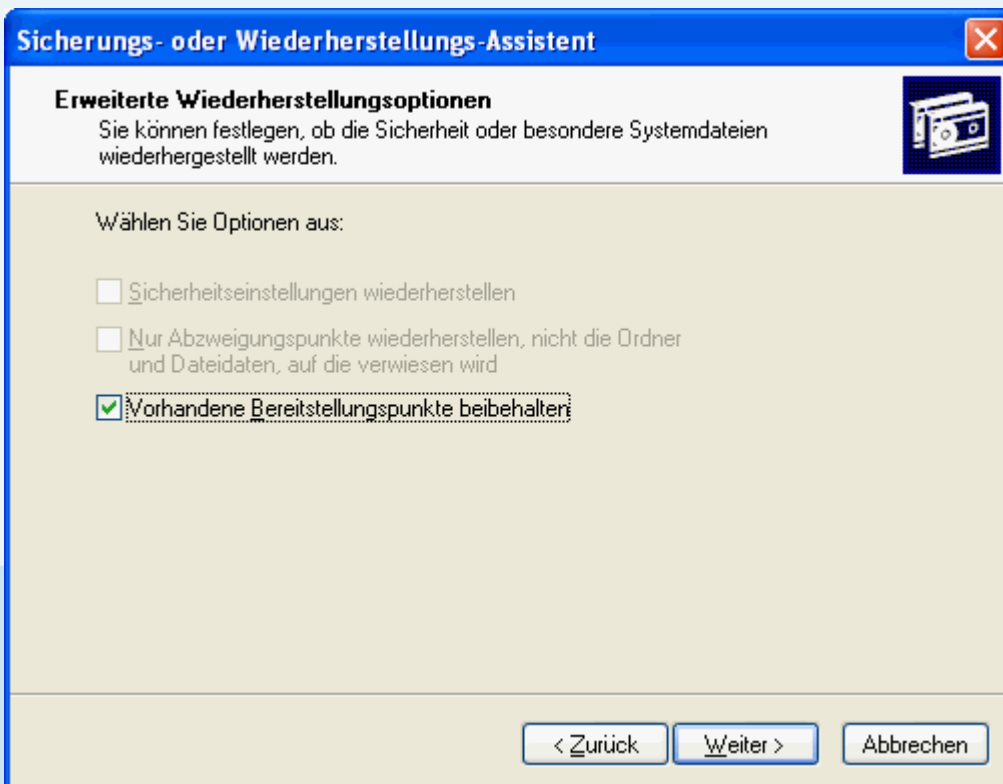 Sicherungs- oder Wiederherstellungs-Assistent
Erweiterte Wiederherstellungsoptionen
Sie können festlegen, ob die Sicherheit oder besondere Systemdateien
wiederhergestellt werden.
Wählen Sie Optionen aus:
Sicherheitseinstellungen wiederherstellen
Nur Abzweigungspunkte wiederherstellen, nicht die Ordner
und Dateidaten, auf die verwiesen wird
Vorhandene Bereitstellungspunkte beibehalten
< Zurück
Weiter >
Abbrechen